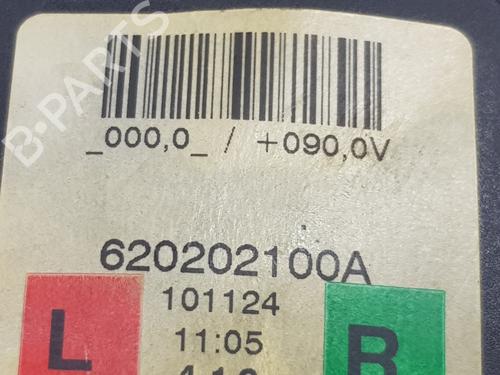 B-PARTS
_000,0_ / +090,0V
620202100A
101124
L
R
11:05